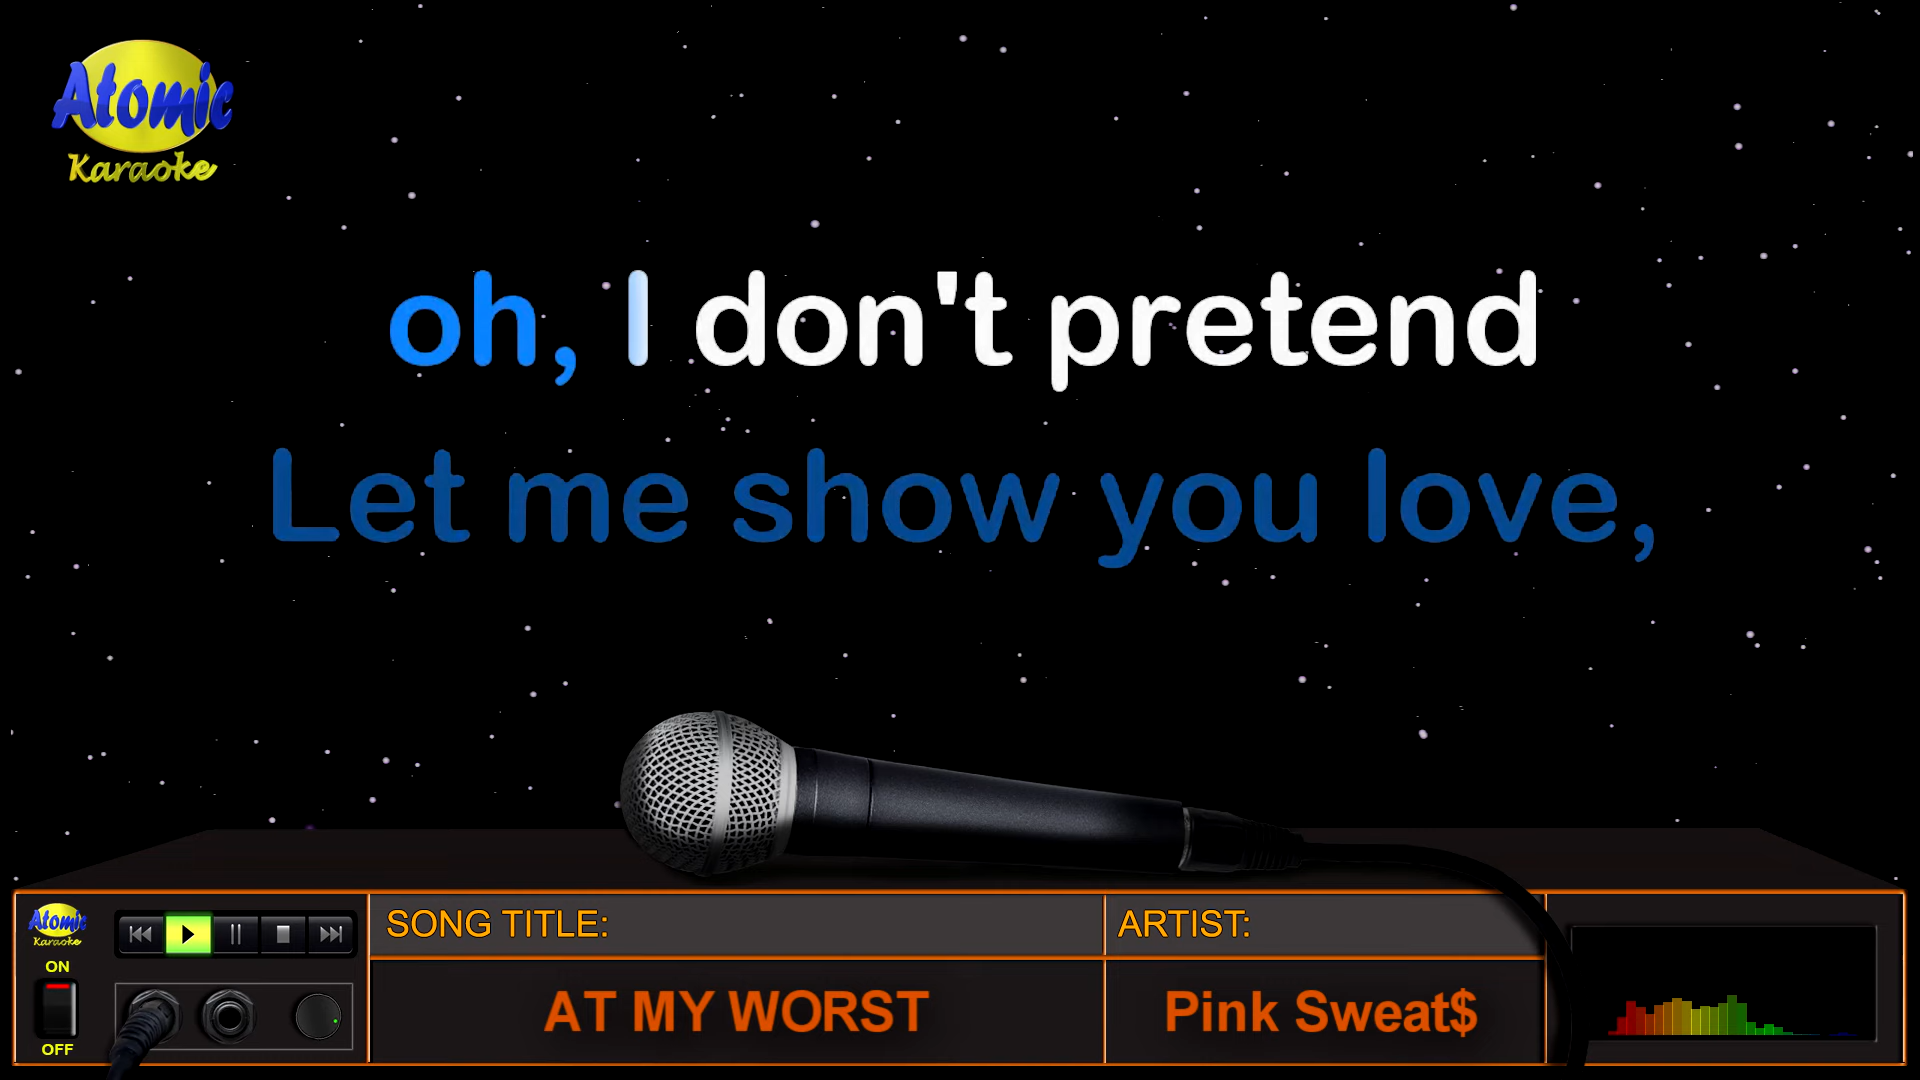 Atomic
Karaoke
oh, I don't pretend
Let me show you love,
Atomic
Karaoke
ON
OFF
SONG TITLE:
AT MY WORST
ARTIST:
Pink Sweat$